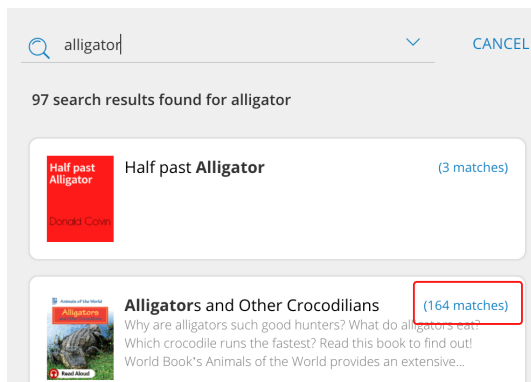 alligator
CANCEL
97 search results found for alligator
Half past
Alligator
Donald Covin
Half past Alligator
(3 matches)
Animals of the World
Alligators
Read Aloud
Alligators and Other Crocodilians
(164 matches)
Why are alligators such good hunters? What do alligators eat?
Which crocodile runs the fastest? Read this book to find out!
World Book's Animals of the World provides an extensive...